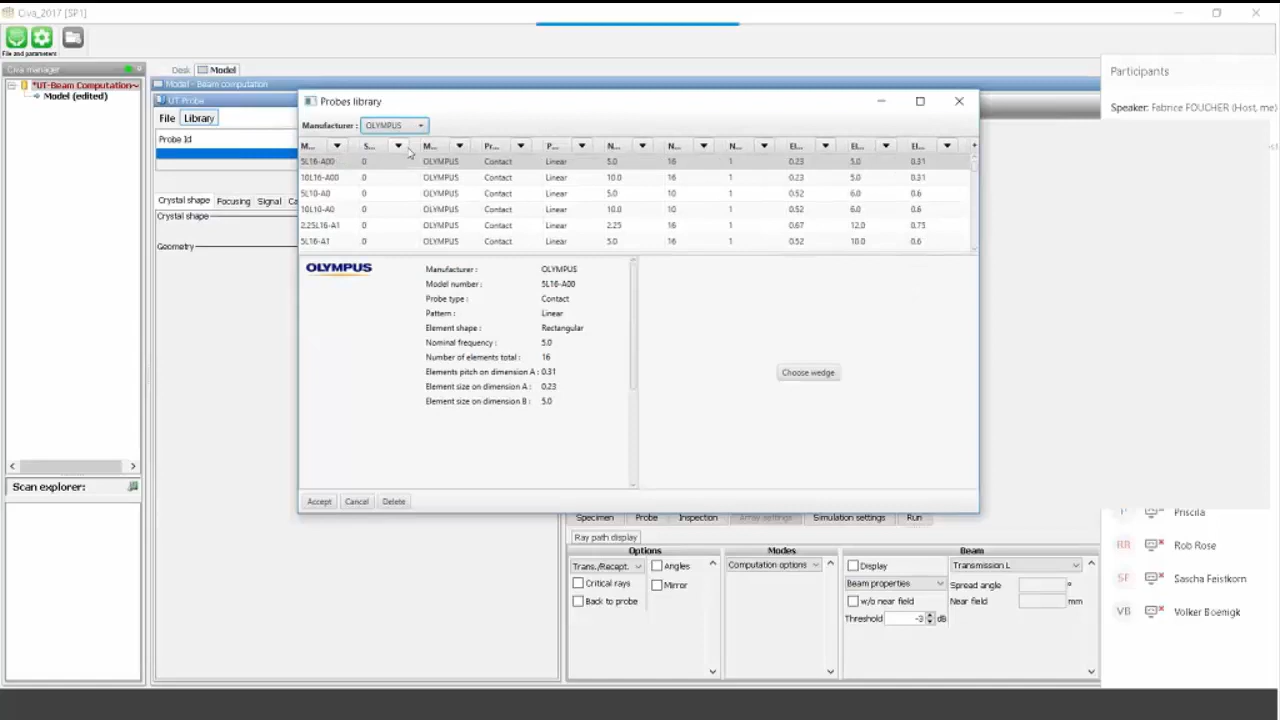 Civa_2017 [SP1]
File and parameters
Civa manager
Desk
Model
*UT-Beam Computation~
Model (edited)
Model - Beam computation
UT Probe
File
Library
Probe Id
Crystal shape
Focusing
Signal
Crystal shape
Geometry
Scan explorer:
Probes library
Manufacturer :
OLYMPUS
M... S... M... Pr... P... N... N... N... El... El... El...
5L16-A00 0 OLYMPUS Contact Linear 5.0 16 1 0.23 5.0 0.31
10L16-A00 0 OLYMPUS Contact Linear 10.0 16 1 0.23 5.0 0.31
5L10-A0 0 OLYMPUS Contact Linear 5.0 10 1 0.52 6.0 0.6
10L10-A0 0 OLYMPUS Contact Linear 10.0 10 1 0.52 6.0 0.6
2.25L16-A1 0 OLYMPUS Contact Linear 2.25 16 1 0.67 12.0 0.75
5L16-A1 0 OLYMPUS Contact Linear 5.0 16 1 0.52 10.0 0.6
OLYMPUS
Manufacturer : OLYMPUS
Model number : 5L16-A00
Probe type : Contact
Pattern : Linear
Element shape : Rectangular
Nominal frequency : 5.0
Number of elements total : 16
Elements pitch on dimension A : 0.31
Element size on dimension A : 0.23
Element size on dimension B : 5.0
Choose wedge
Accept
Cancel
Delete
Specimen
Probe
Inspection
Array settings
Simulation settings
Run
Ray path display
Options
Trans./Recept.
Angles
Critical rays
Mirror
Back to probe
Modes
Computation options
Beam
Display
Transmission L
Beam properties
Spread angle °
w/o near field
Near field mm
Threshold -3 dB
Participants
Speaker: Fabrice FOUCHER (Host, me)
Priscila
RR Rob Rose
SF Sascha Feistkorn
VB Volker Boenigk